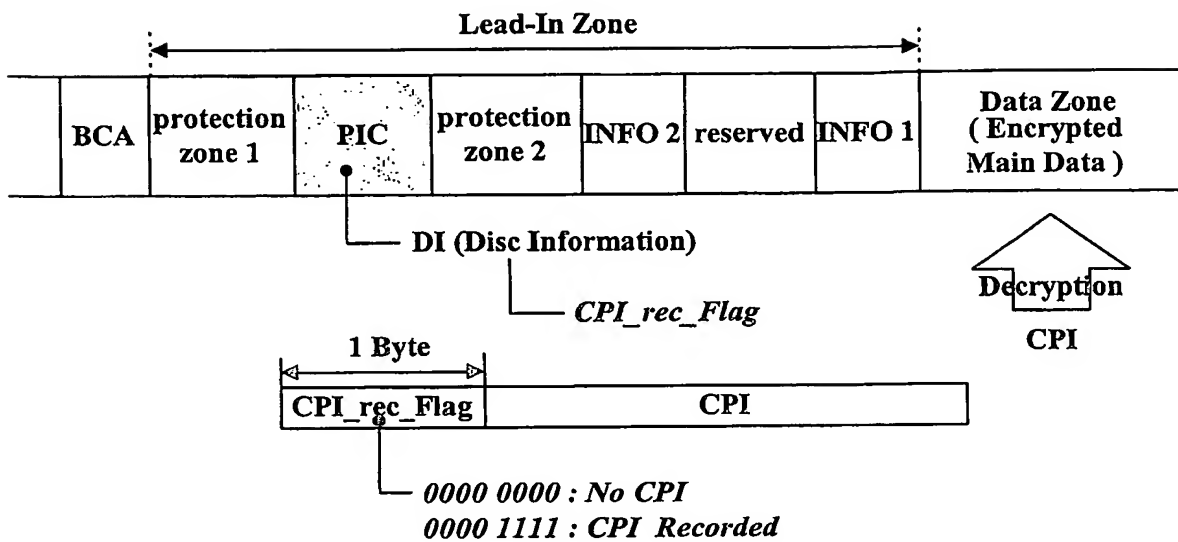 Lead-In Zone
BCA
protection
zone 1
PIC
protection
zone 2
INFO 2
reserved
INFO 1
Data Zone
( Encrypted
Main Data )
DI (Disc Information)
CPI_rec_Flag
Decryption
CPI
1 Byte
CPI_rec_Flag
CPI
0000 0000 : No CPI
0000 1111 : CPI Recorded